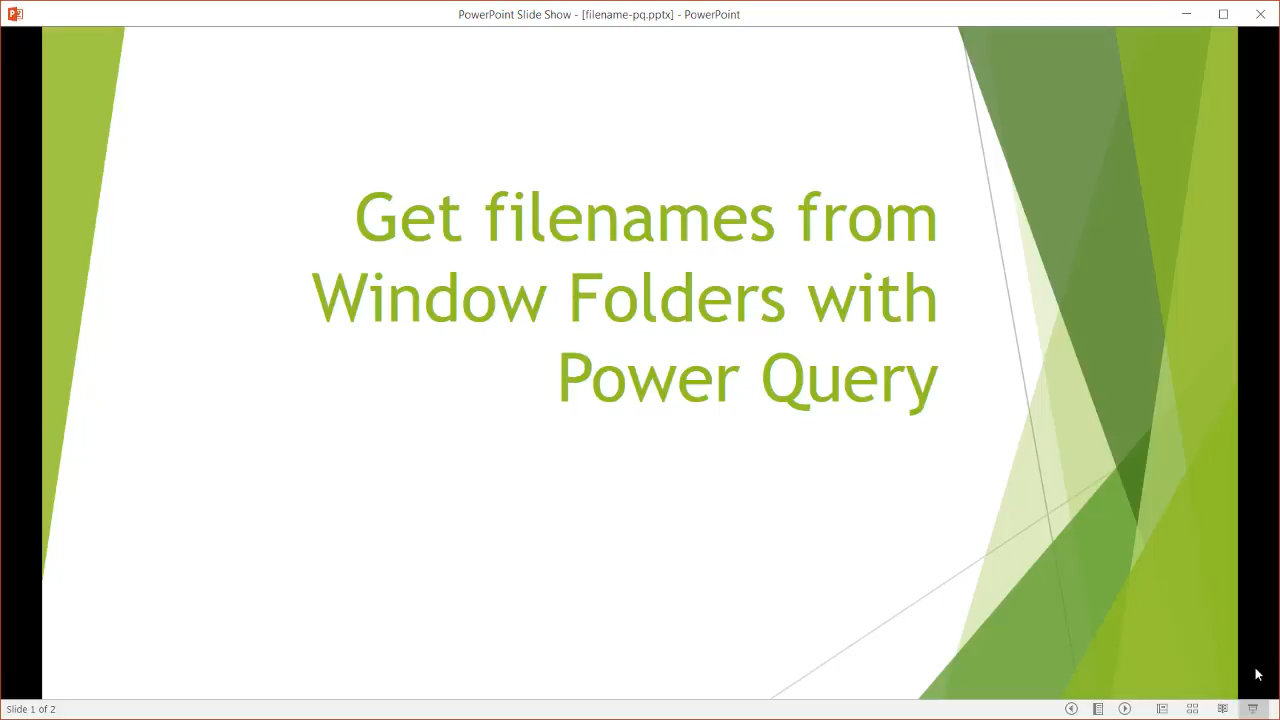 PowerPoint Slide Show - [filename-pq.pptx] - PowerPoint
Get filenames from
Window Folders with
Power Query
Slide 1 of 2